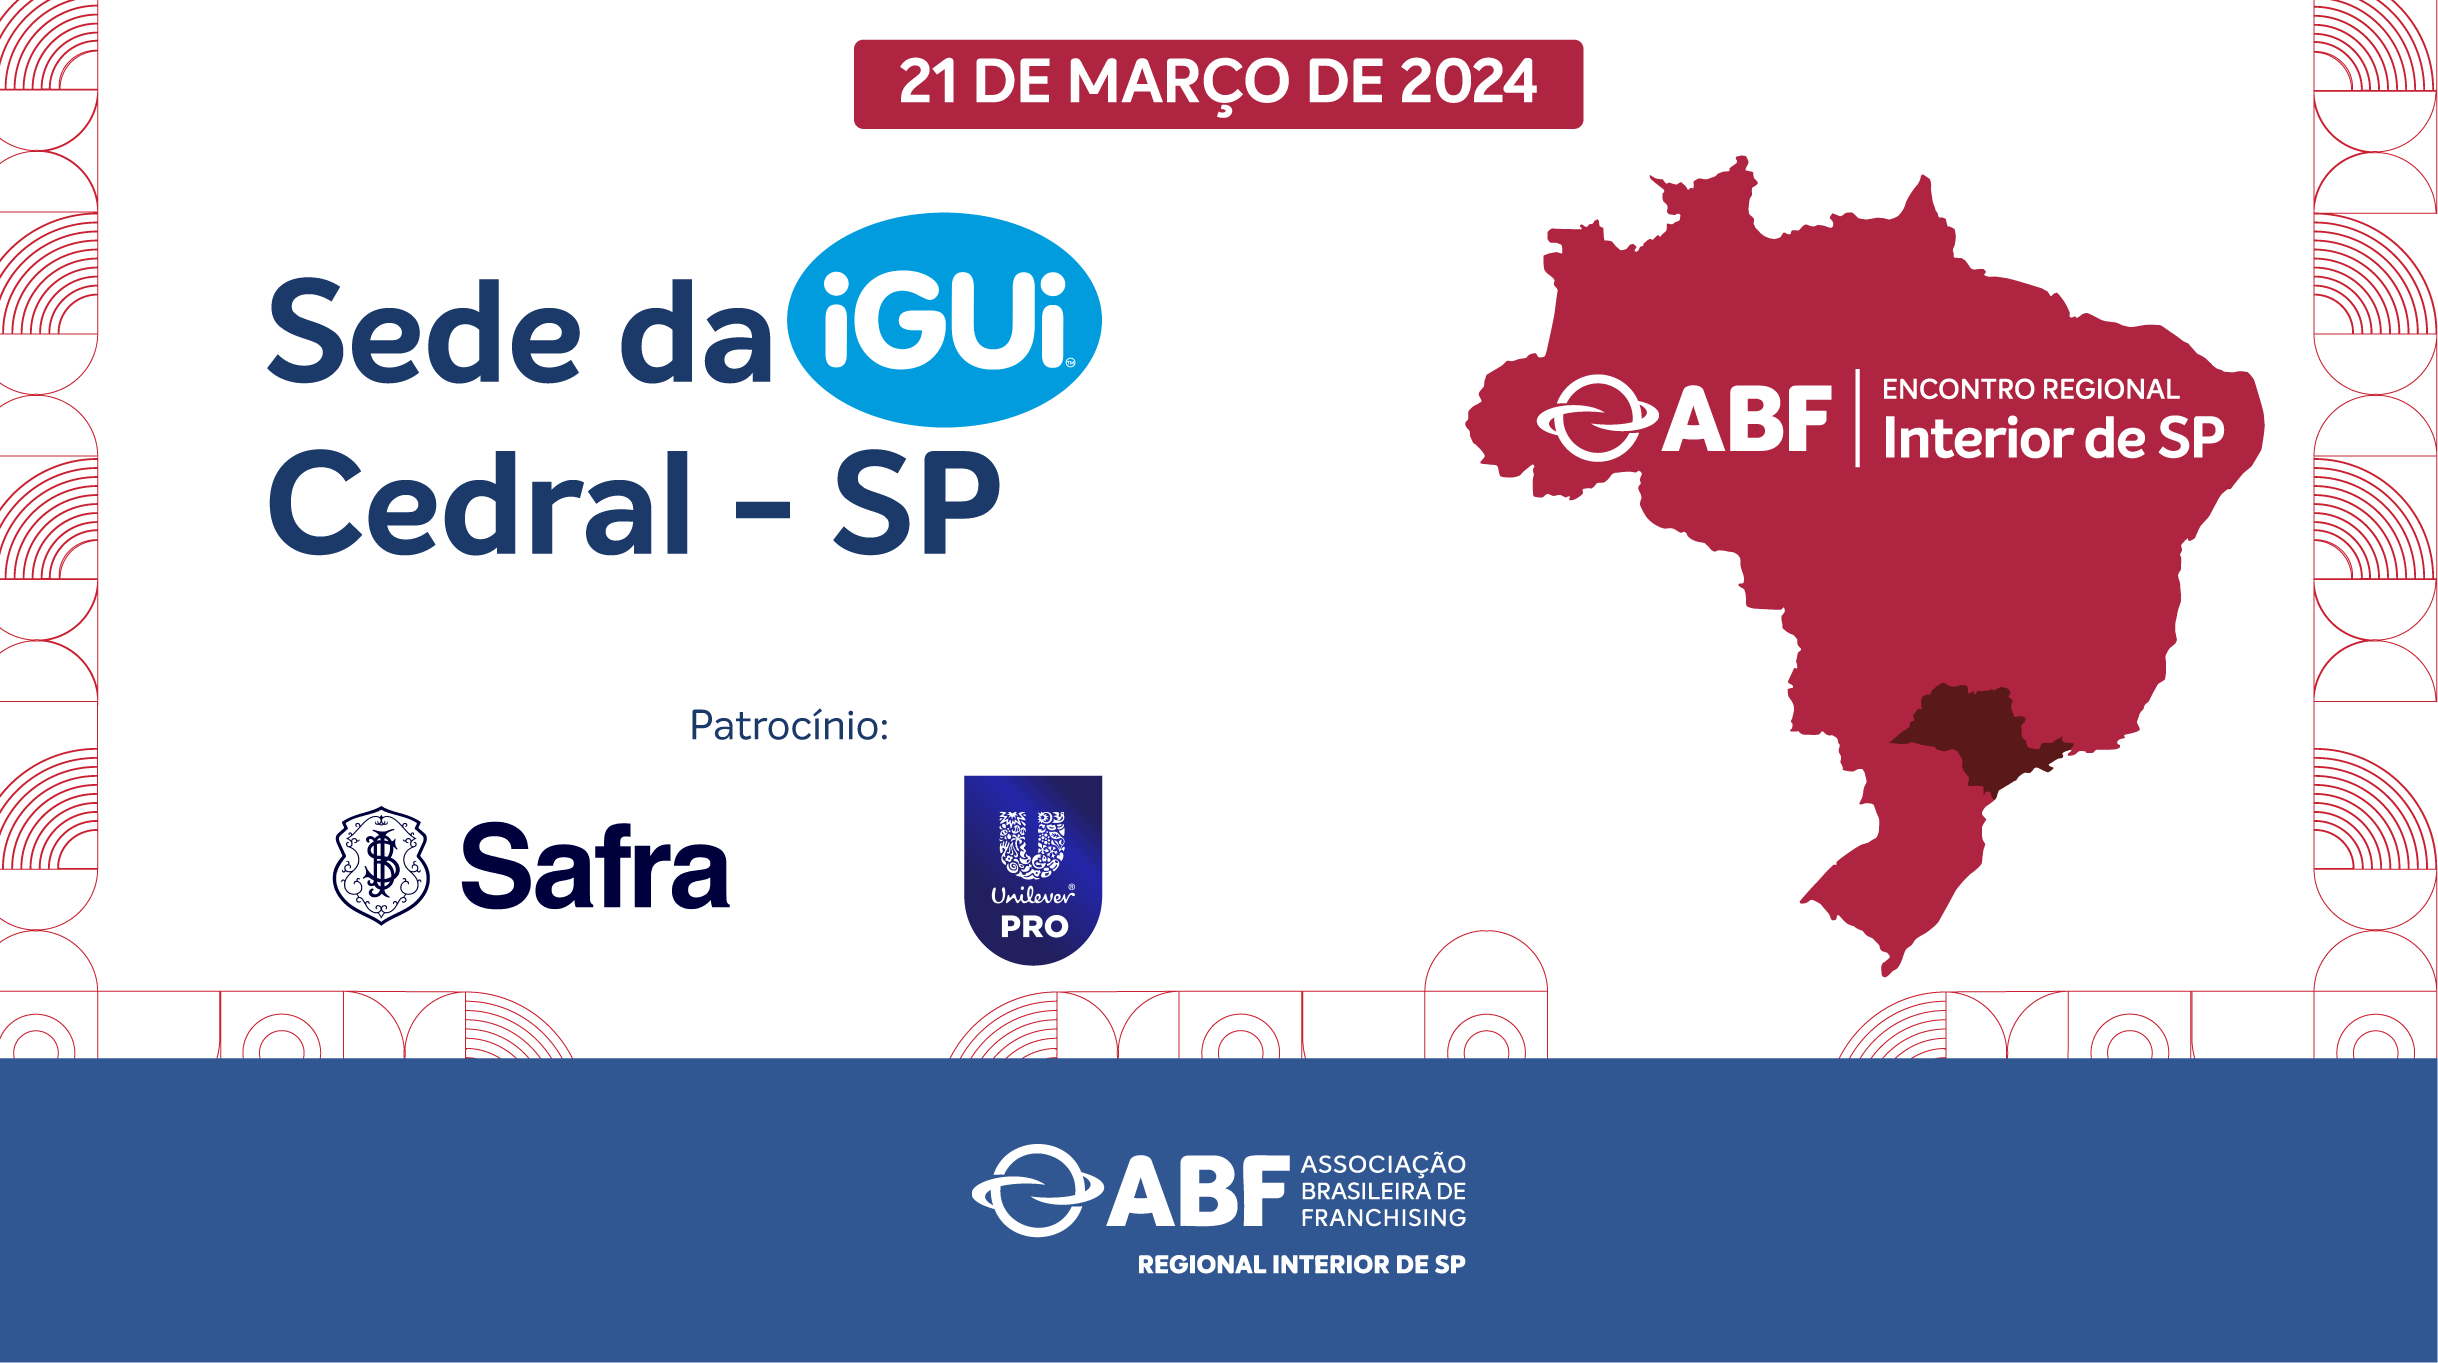 21 DE MARÇO DE 2024
Sede da iGUi™
Cedral - SP
ABF
ENCONTRO REGIONAL
Interior de SP
Patrocínio:
Safra
U
Unilever®
PRO
ABF
ASSOCIAÇÃO
BRASILEIRA DE
FRANCHISING
REGIONAL INTERIOR DE SP